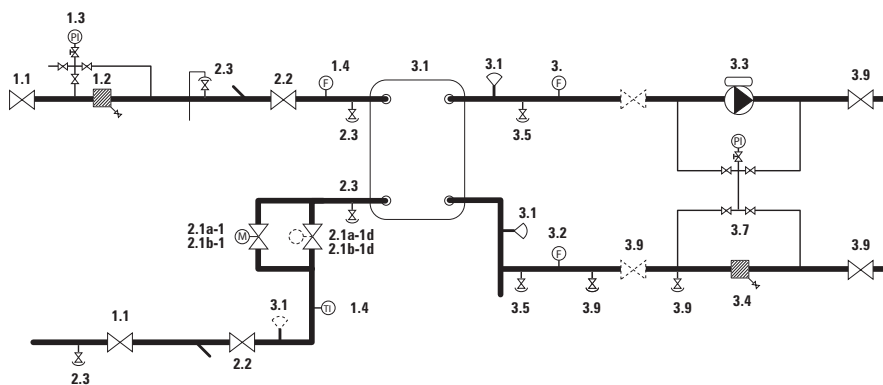 1.3
PI
1.1
1.2
2.3
2.2
1.4
F
2.3
3.1
3.1
3.
F
3.5
3.3
3.9
PI
3.7
2.3
2.1a-1
2.1b-1
M
2.1a-1d
2.1b-1d
3.1
3.2
F
3.9
3.9
3.5
3.9
3.9
3.4
1.1
3.1
TI
1.4
2.3
2.2